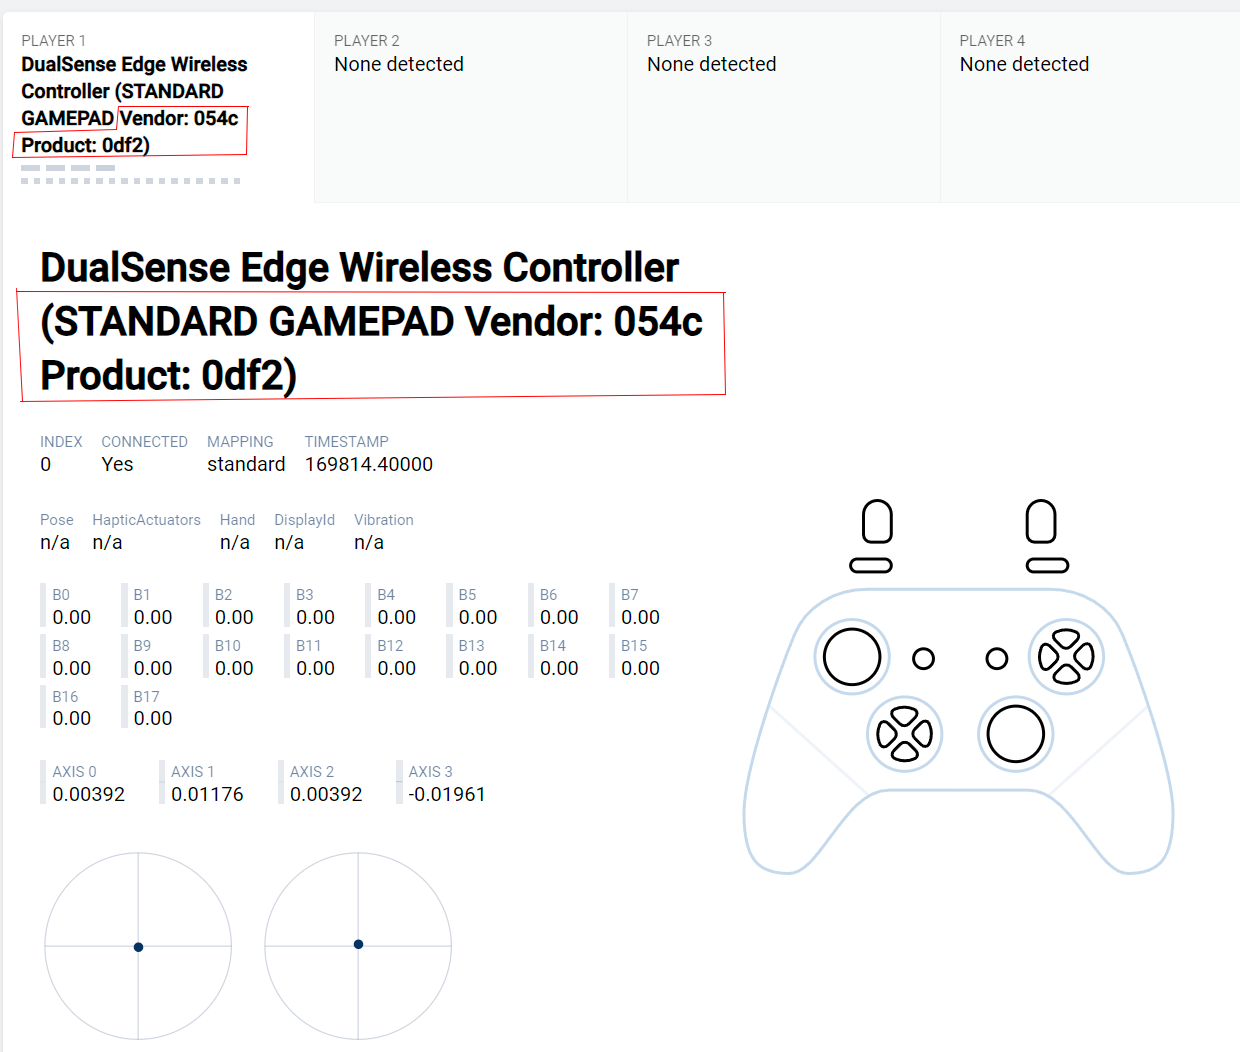 PLAYER 1
DualSense Edge Wireless
Controller (STANDARD
GAMEPAD Vendor: 054c
Product: 0df2)
PLAYER 2
None detected
PLAYER 3
None detected
PLAYER 4
None detected
DualSense Edge Wireless Controller
(STANDARD GAMEPAD Vendor: 054c
Product: 0df2)
INDEX CONNECTED MAPPING TIMESTAMP
0 Yes standard 169814.40000
Pose HapticActuators Hand DisplayId Vibration
n/a n/a n/a n/a n/a
B0 B1 B2 B3 B4 B5 B6 B7
0.00 0.00 0.00 0.00 0.00 0.00 0.00 0.00
B8 B9 B10 B11 B12 B13 B14 B15
0.00 0.00 0.00 0.00 0.00 0.00 0.00 0.00
B16 B17
0.00 0.00
AXIS 0 AXIS 1 AXIS 2 AXIS 3
0.00392 0.01176 0.00392 -0.01961